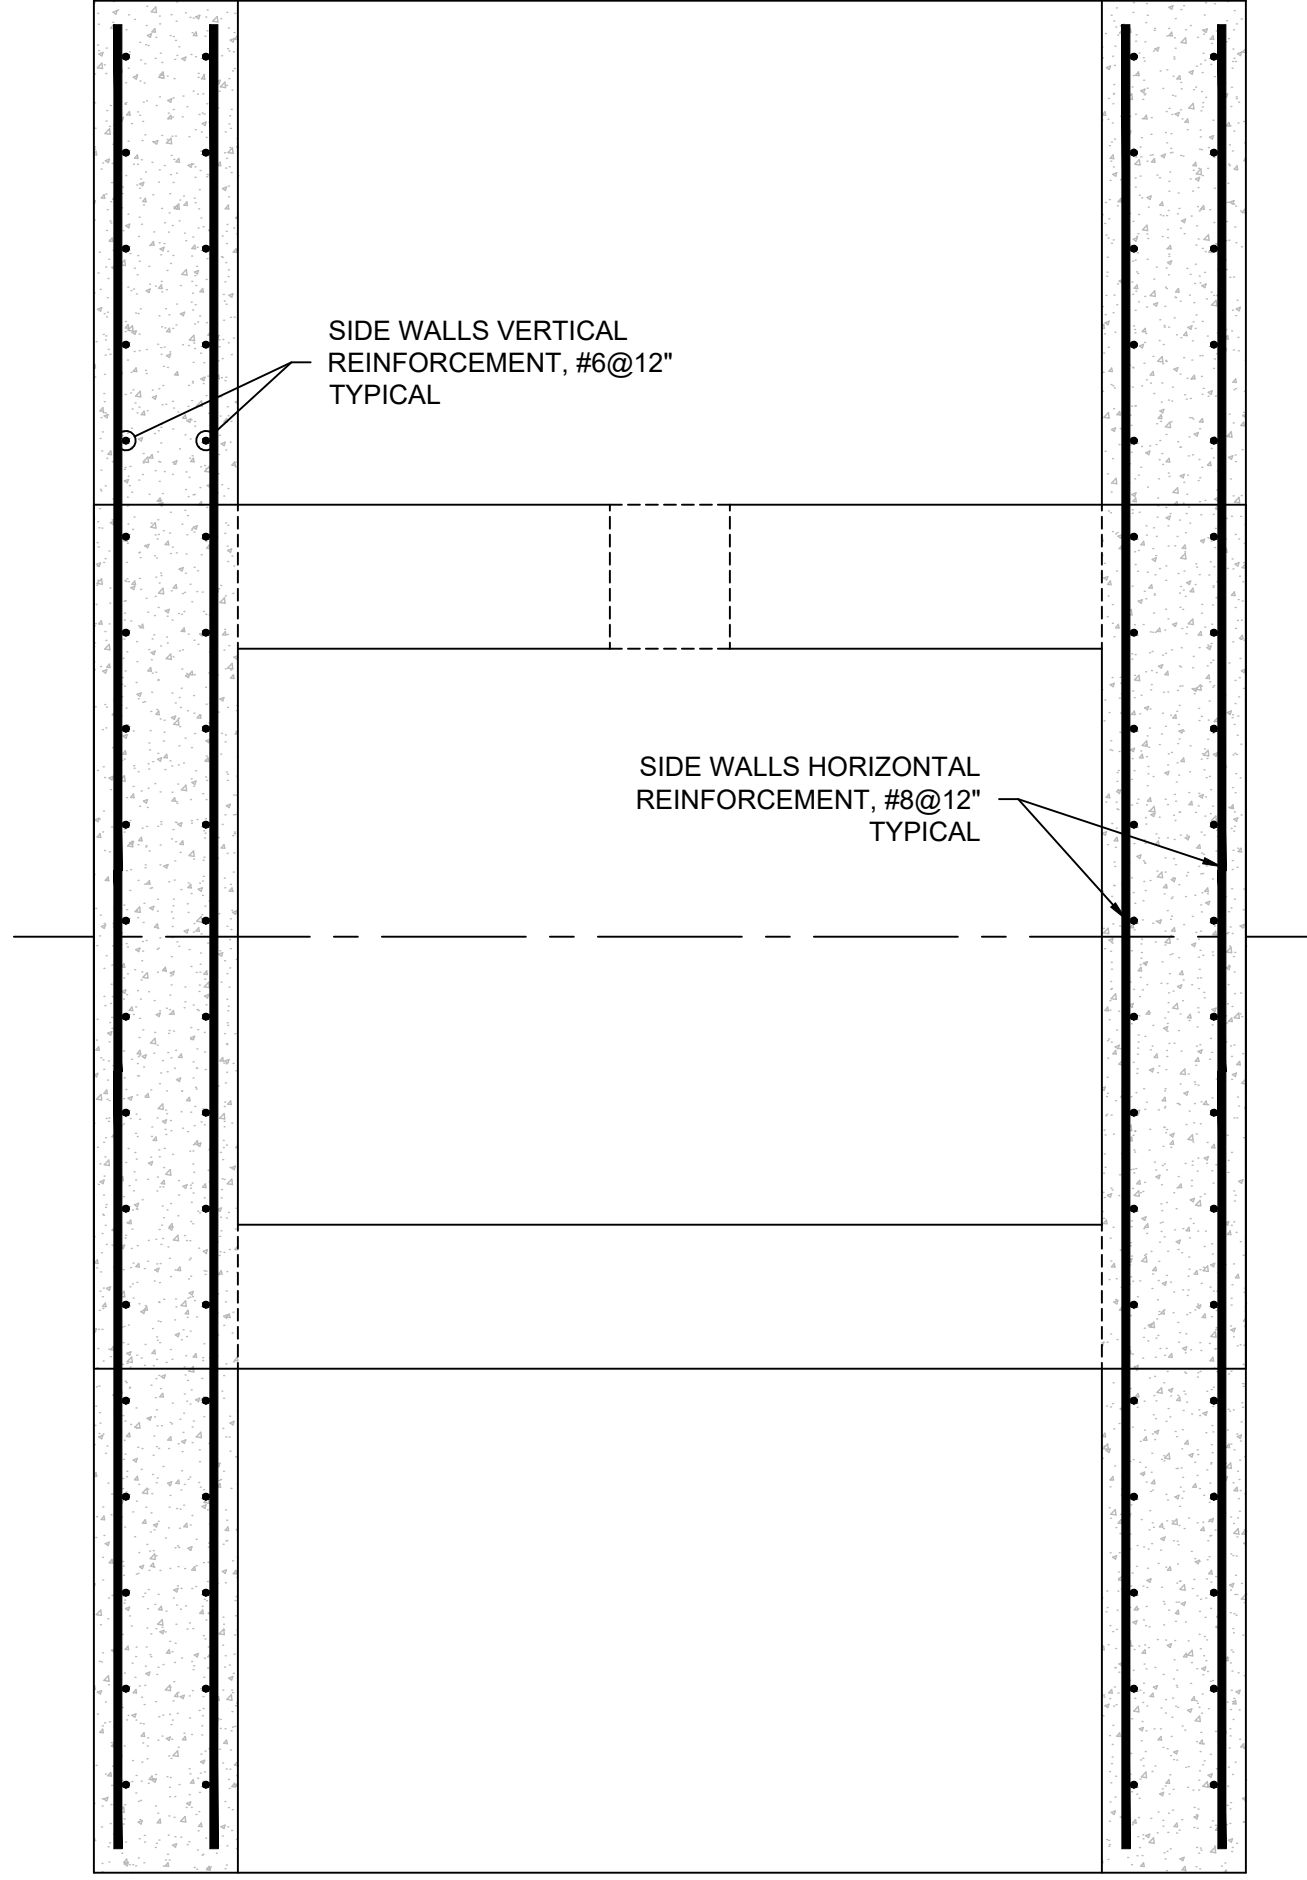 SIDE WALLS VERTICAL
REINFORCEMENT, #6@12"
TYPICAL
SIDE WALLS HORIZONTAL
REINFORCEMENT, #8@12"
TYPICAL